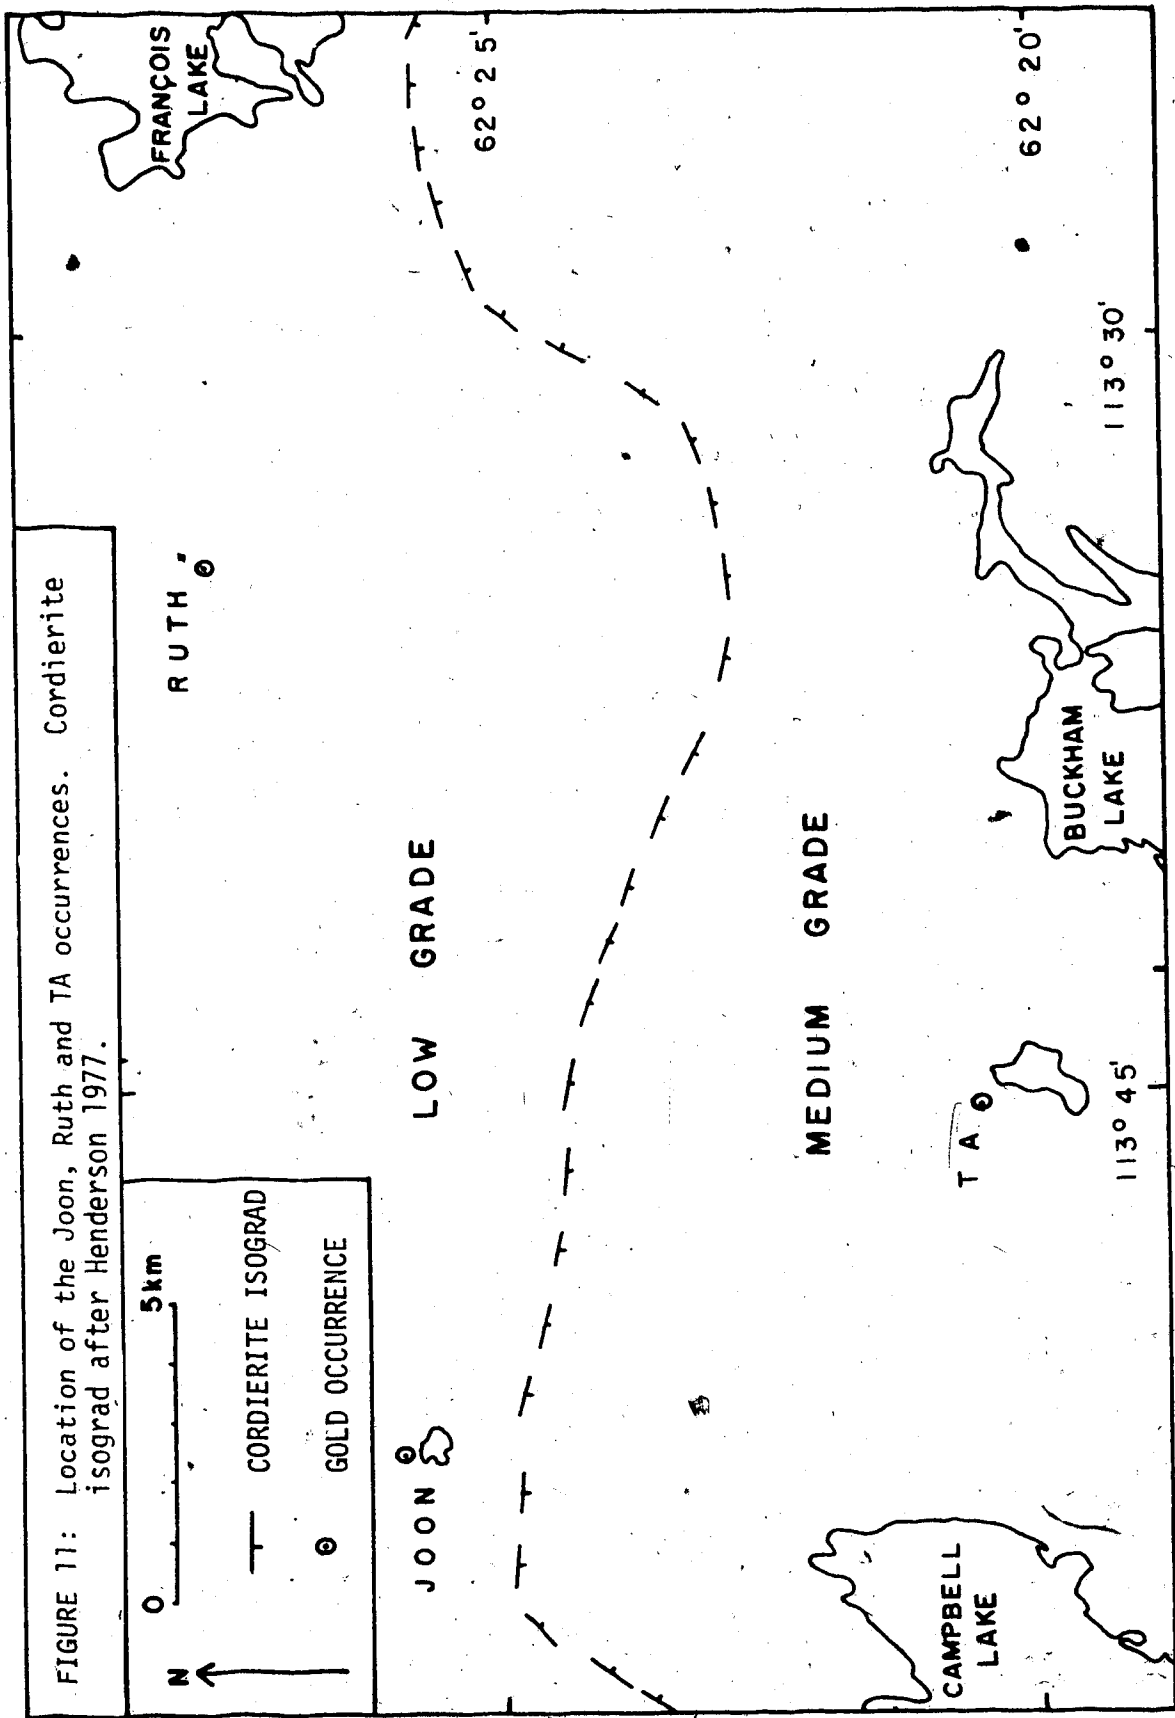 FIGURE 11: Location of the Joon, Ruth and TA occurrences. Cordierite
isograd after Henderson 1977.
N
0 5 km
CORDIERITE ISOGRAD
GOLD OCCURRENCE
RUTH
FRANÇOIS
LAKE
JOON
LOW GRADE
62° 25'
MEDIUM GRADE
CAMPBELL
LAKE
TA
BUCKHAM
LAKE
62° 20'
113° 45'
113° 30'